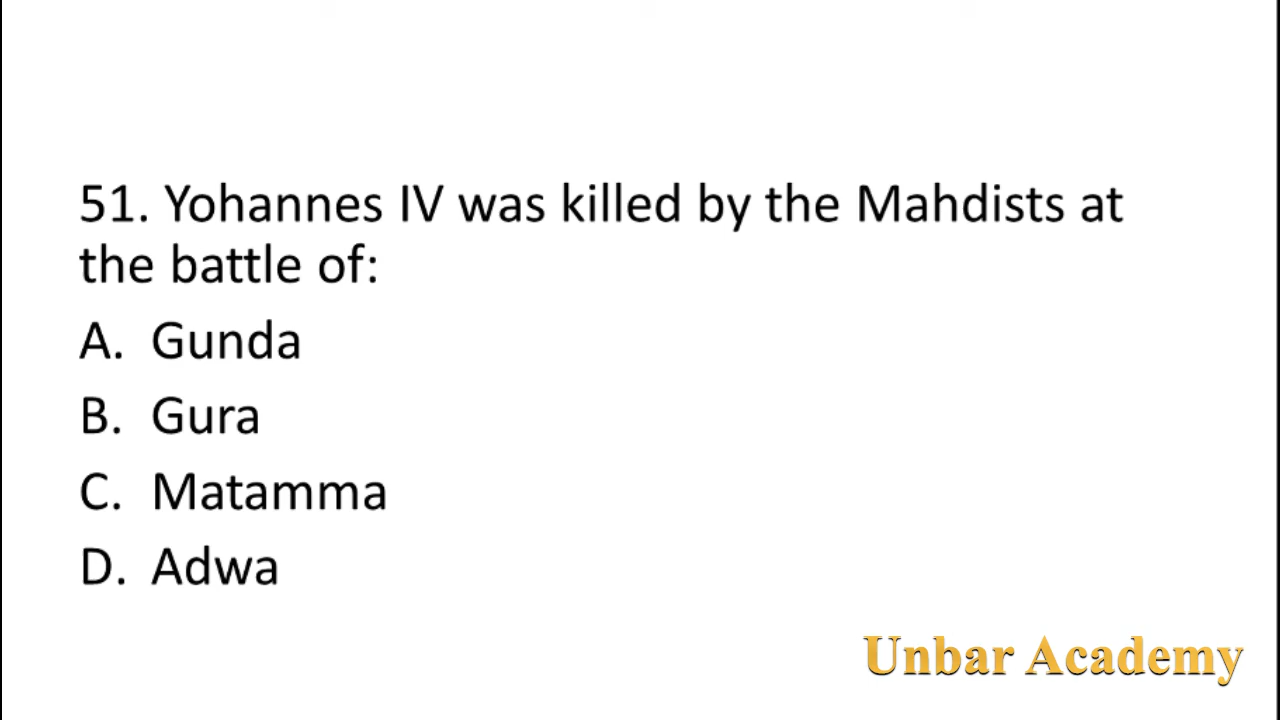 51. Yohannes IV was killed by the Mahdists at
the battle of:
A. Gunda
B. Gura
C. Matamma
D. Adwa
Unbar Academy